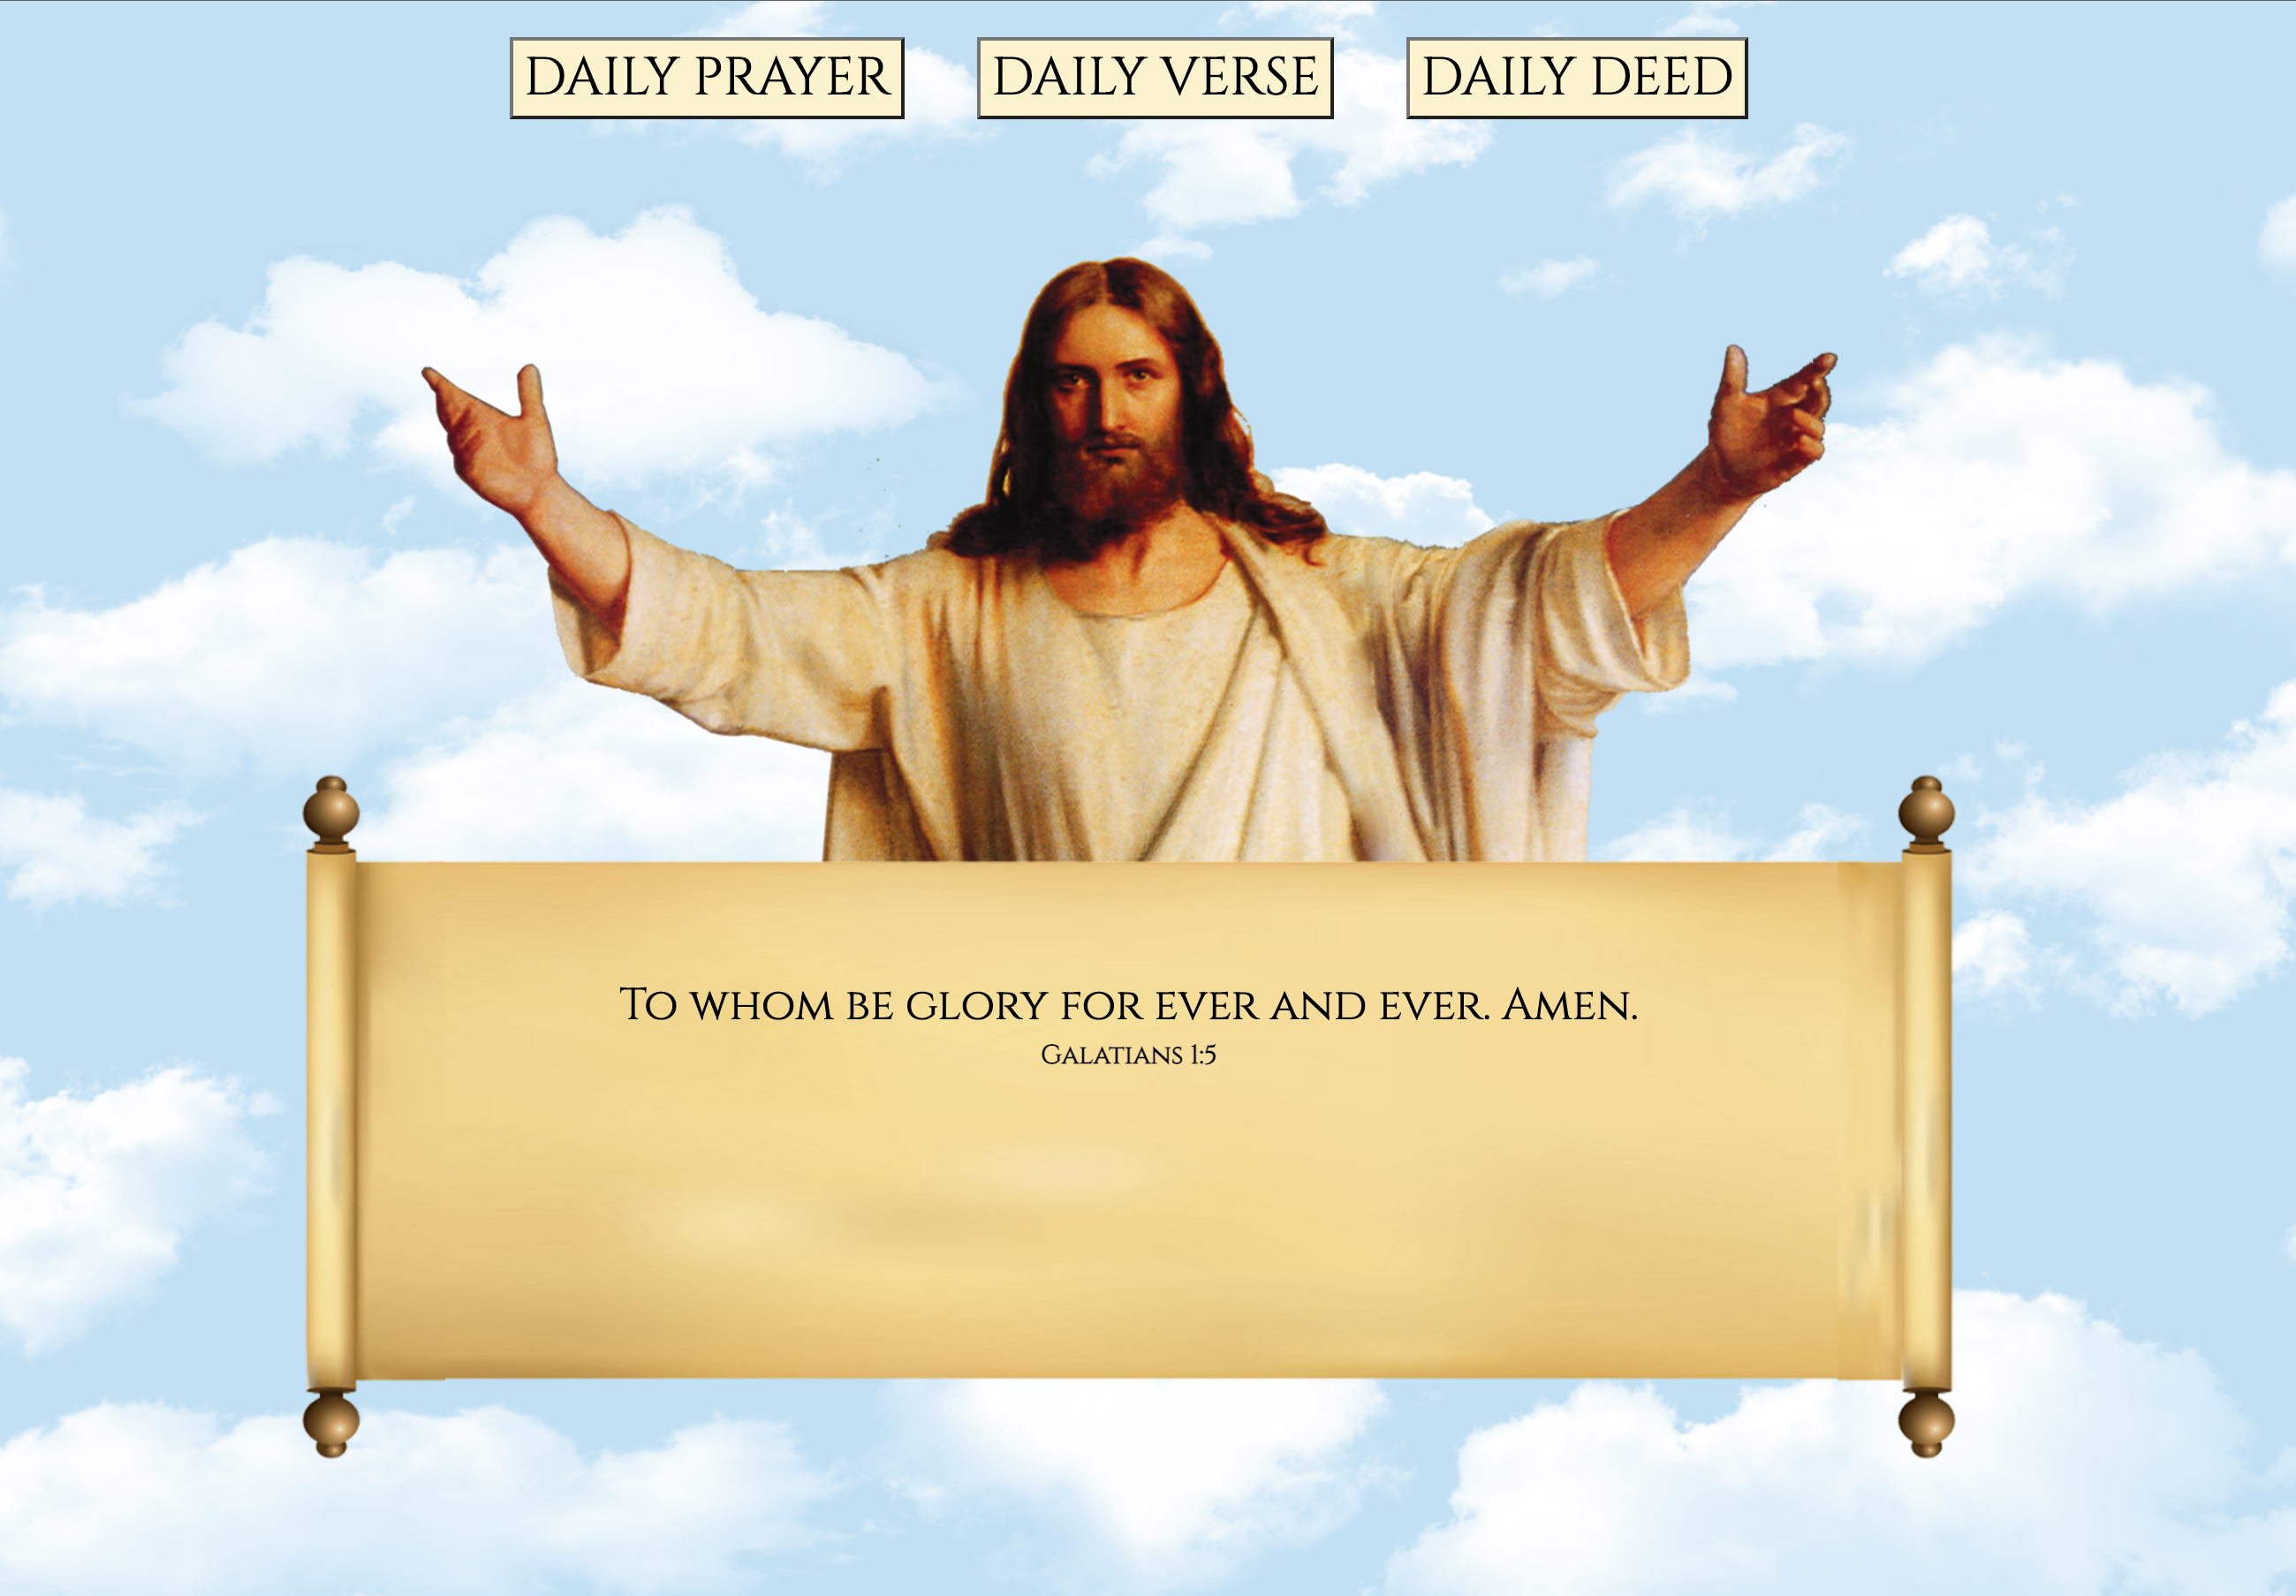 DAILY PRAYER
DAILY VERSE
DAILY DEED
To whom be glory for ever and ever. Amen.
Galatians 1:5